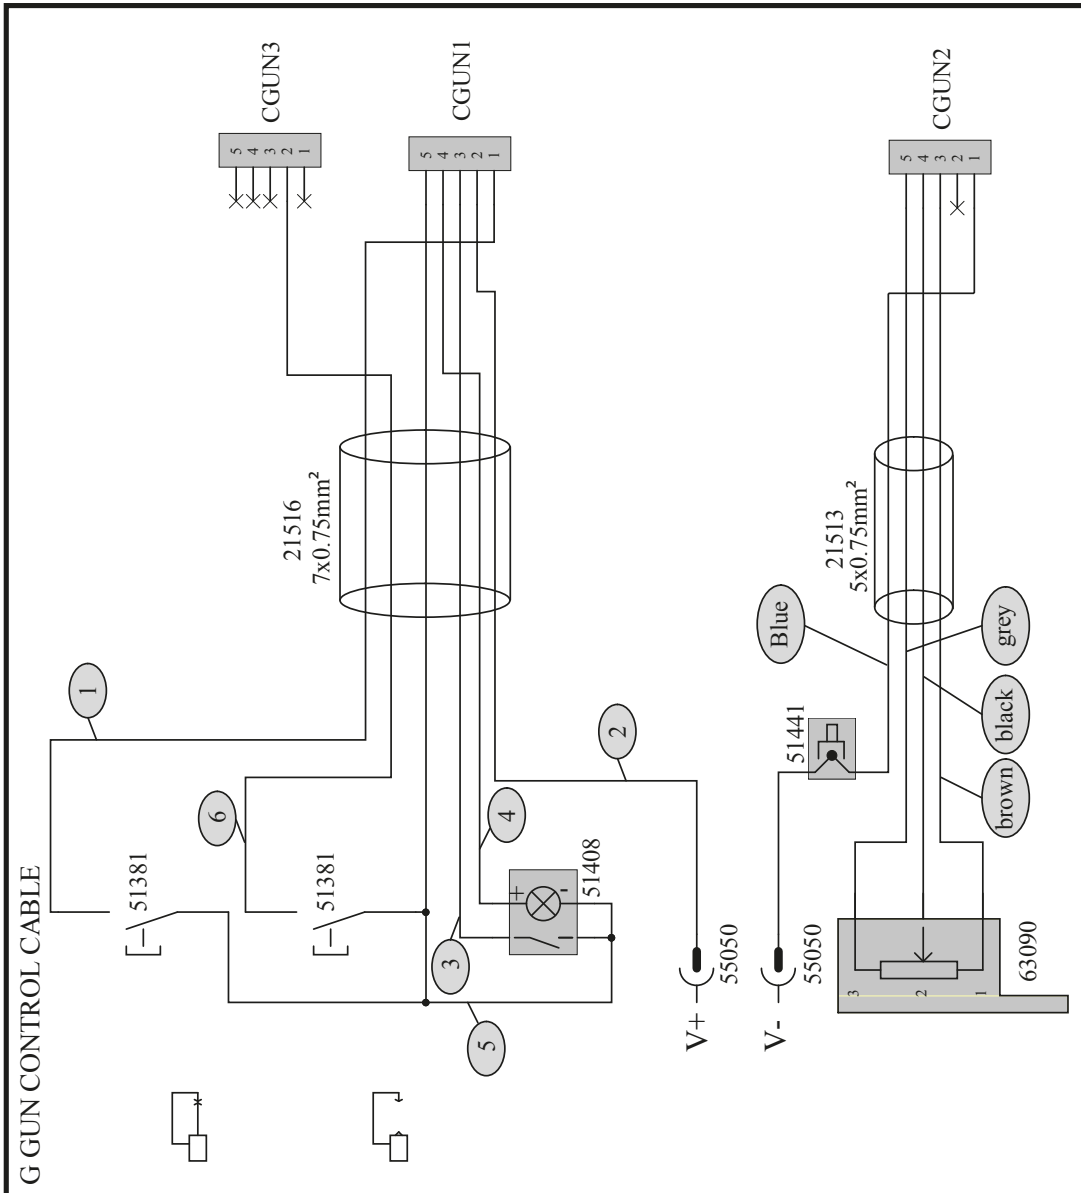 G GUN CONTROL CABLE
CGUN3
5
4
3
2
1
CGUN1
5
4
3
2
1
CGUN2
5
4
3
2
1
21516
7x0.75mm²
21513
5x0.75mm²
1
6
51381
51381
3
4
5
2
+
-
51408
V+
55050
V-
55050
51441
Blue
grey
black
brown
3
2
1
63090